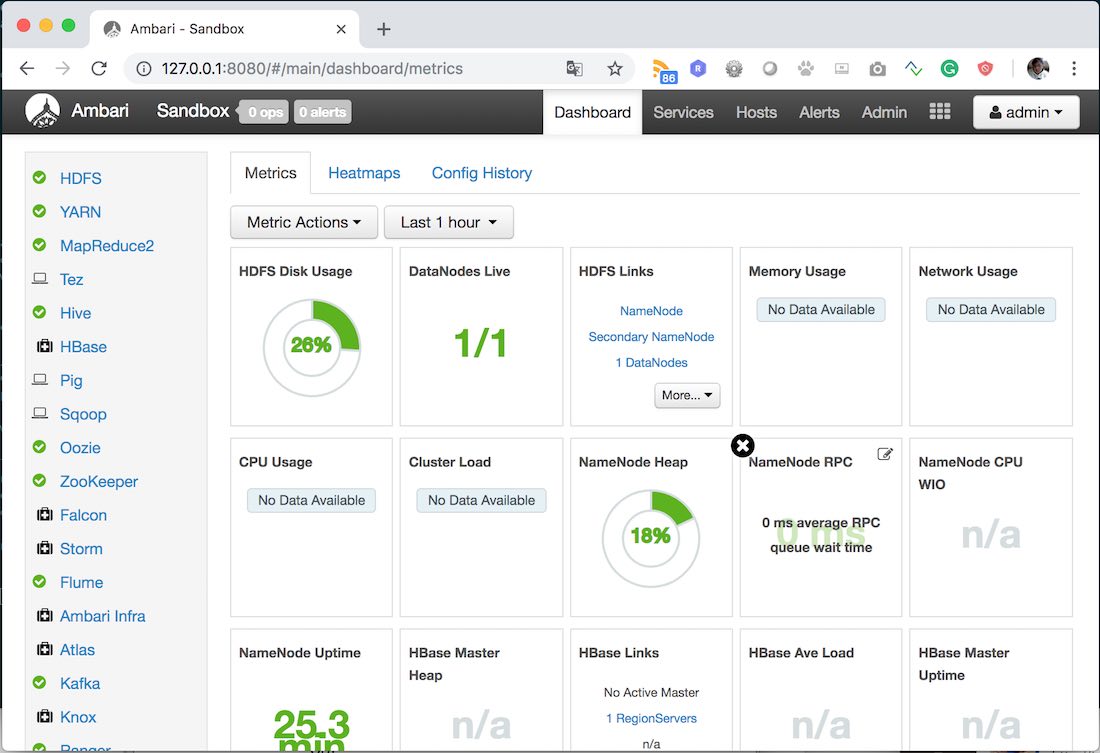 Ambari - Sandbox
127.0.0.1:8080/#/main/dashboard/metrics
86
R
G
Ambari
Sandbox
0 ops
0 alerts
Dashboard
Services
Hosts
Alerts
Admin
admin
HDFS
YARN
MapReduce2
Tez
Hive
HBase
Pig
Sqoop
Oozie
ZooKeeper
Falcon
Storm
Flume
Ambari Infra
Atlas
Kafka
Knox
Ranger
Metrics
Heatmaps
Config History
Metric Actions
Last 1 hour
HDFS Disk Usage
26%
DataNodes Live
1/1
HDFS Links
NameNode
Secondary NameNode
1 DataNodes
More...
Memory Usage
No Data Available
Network Usage
No Data Available
CPU Usage
No Data Available
Cluster Load
No Data Available
NameNode Heap
18%
NameNode RPC
0 ms
0 ms average RPC
queue wait time
NameNode CPU
WIO
n/a
NameNode Uptime
25.3
min
HBase Master
Heap
n/a
HBase Links
No Active Master
1 RegionServers
n/a
HBase Ave Load
n/a
HBase Master
Uptime
n/a